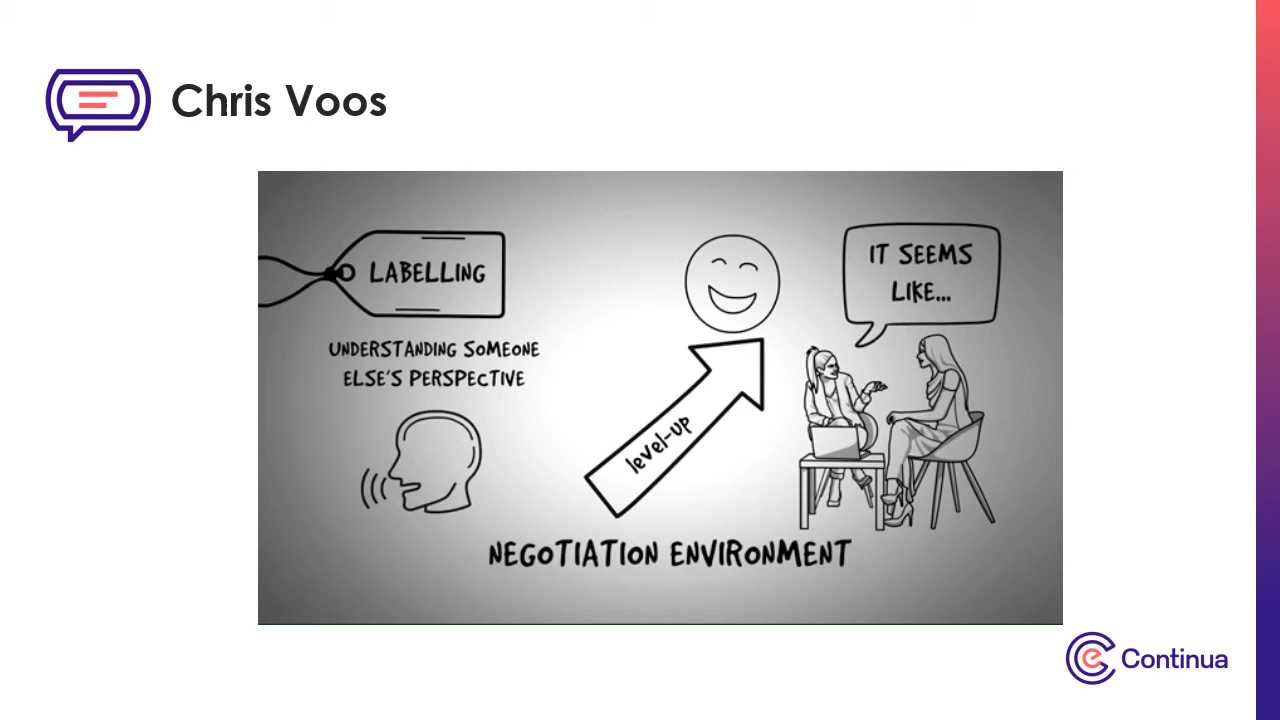 Chris Voos
LABELLING
UNDERSTANDING SOMEONE
ELSE'S PERSPECTIVE
level-up
IT SEEMS
LIKE...
NEGOTIATION ENVIRONMENT
e Continua